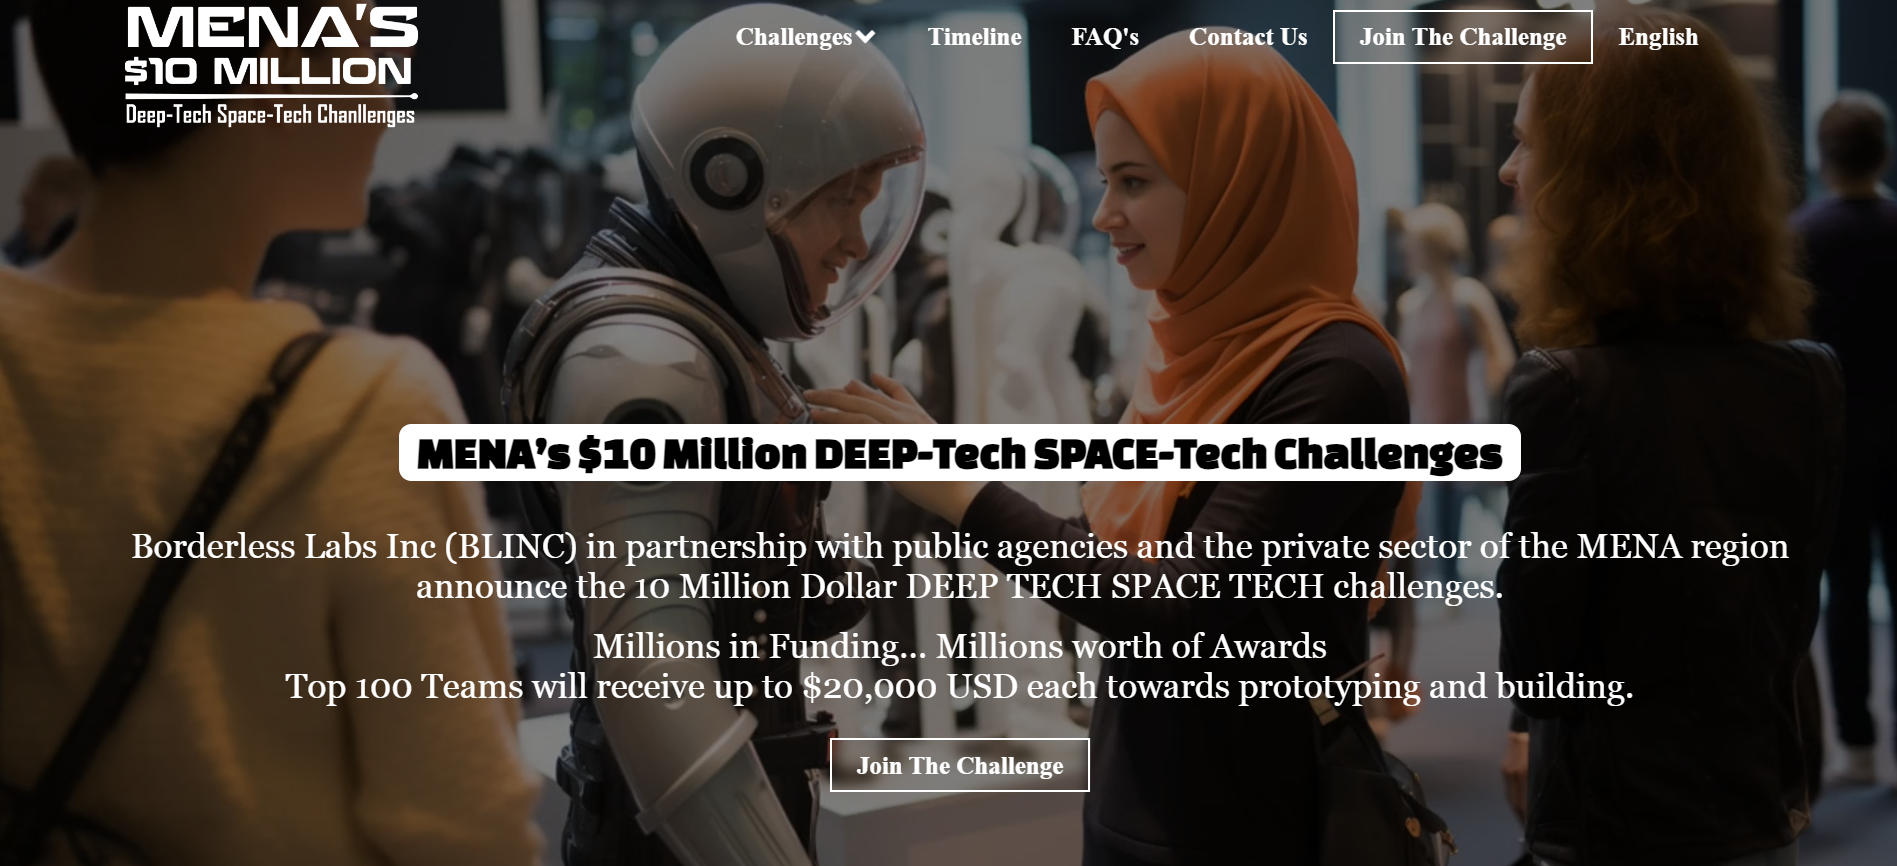 MENA'S
$10 MILLION
Deep-Tech Space-Tech Chanllenges
Challenges
Timeline
FAQ's
Contact Us
Join The Challenge
English
MENA’s $10 Million DEEP-Tech SPACE-Tech Challenges
Borderless Labs Inc (BLINC) in partnership with public agencies and the private sector of the MENA region
announce the 10 Million Dollar DEEP TECH SPACE TECH challenges.
Millions in Funding... Millions worth of Awards
Top 100 Teams will receive up to $20,000 USD each towards prototyping and building.
Join The Challenge